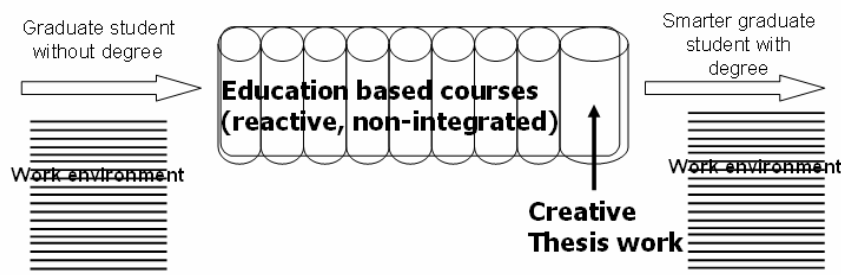 Graduate student
without degree
Smarter graduate
student with
degree
Education based courses
(reactive, non-integrated)
Work environment
Work environment
Creative
Thesis work